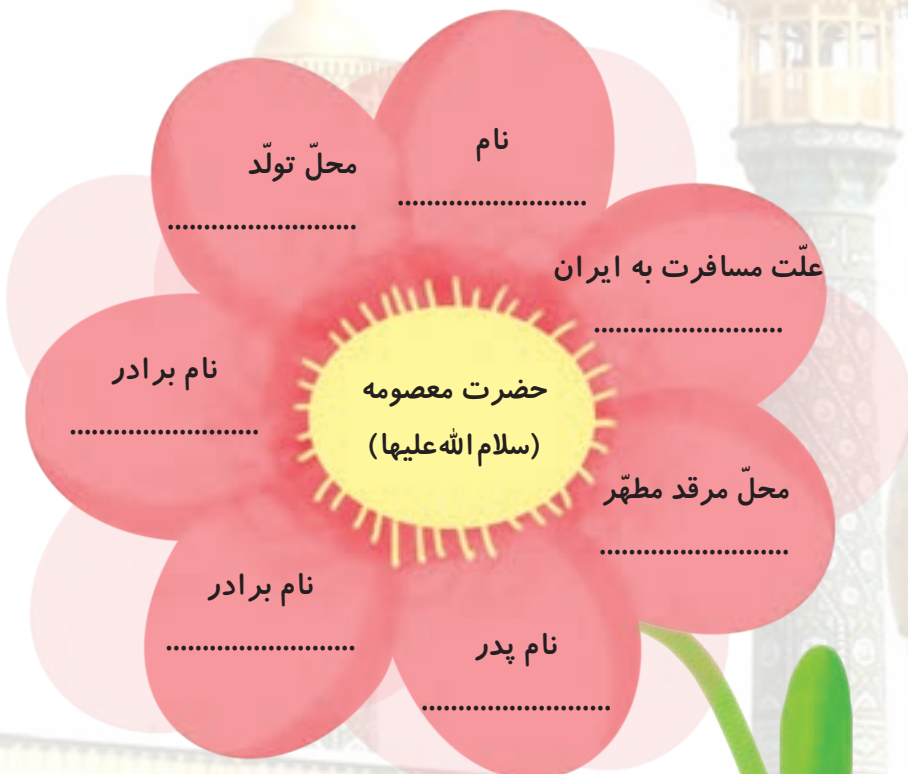 نام
..........................
محلّ تولّد
..........................
علّت مسافرت به ایران
..........................
نام برادر
..........................
حضرت معصومه
(سلام الله علیها)
محلّ مرقد مطهّر
..........................
نام برادر
..........................
نام پدر
..........................